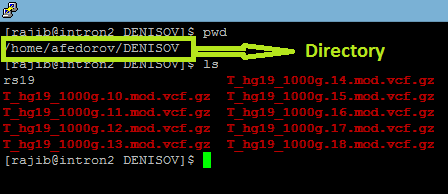 [rajib@intron2 DENISOV]$ pwd
/home/afedorov/DENISOV Directory
[rajib@intron2 DENISOV]$ ls
rs19 T_hg19_1000g.14.mod.vcf.gz
T_hg19_1000g.10.mod.vcf.gz T_hg19_1000g.15.mod.vcf.gz
T_hg19_1000g.11.mod.vcf.gz T_hg19_1000g.16.mod.vcf.gz
T_hg19_1000g.12.mod.vcf.gz T_hg19_1000g.17.mod.vcf.gz
T_hg19_1000g.13.mod.vcf.gz T_hg19_1000g.18.mod.vcf.gz
[rajib@intron2 DENISOV]$